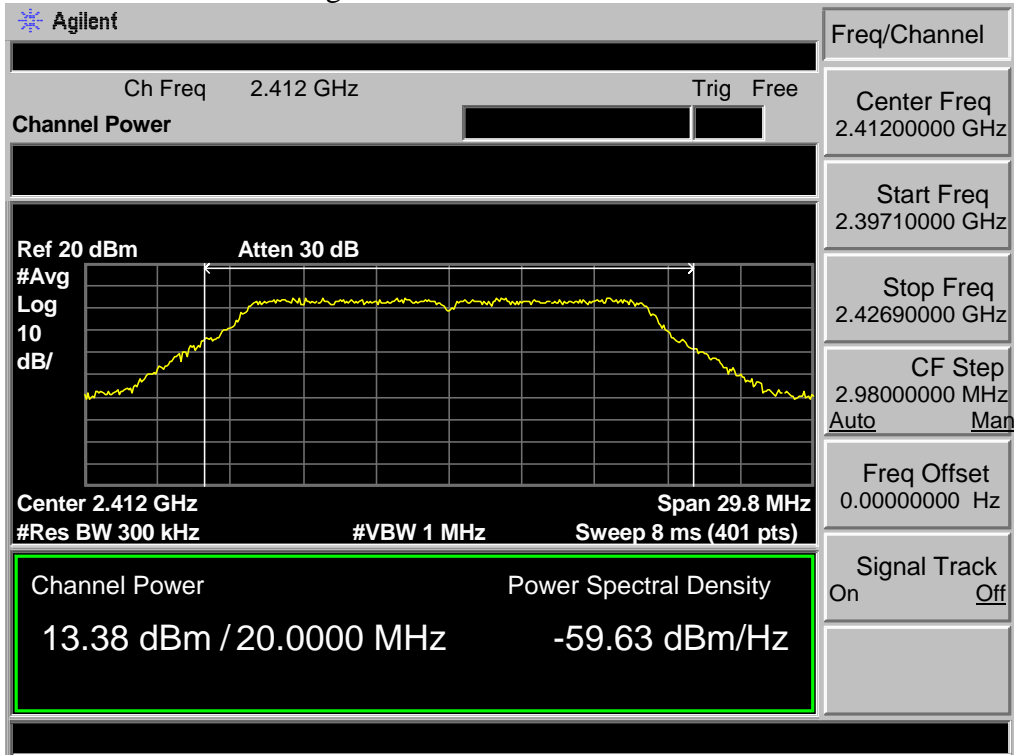 Agilent
Freq/Channel
Ch Freq 2.412 GHz Trig Free
Channel Power
Center Freq
2.41200000 GHz
Start Freq
2.39710000 GHz
Ref 20 dBm Atten 30 dB
#Avg
Log
10
dB/
Stop Freq
2.42690000 GHz
CF Step
2.98000000 MHz
Auto Man
Center 2.412 GHz Span 29.8 MHz
#Res BW 300 kHz #VBW 1 MHz Sweep 8 ms (401 pts)
Freq Offset
0.00000000 Hz
Channel Power Power Spectral Density
13.38 dBm / 20.0000 MHz -59.63 dBm/Hz
Signal Track
On Off